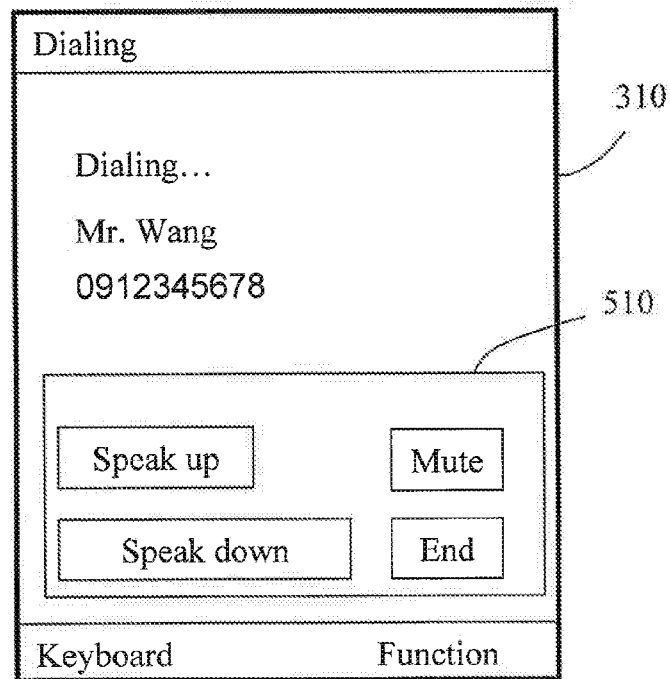 Dialing
310
Dialing...
Mr. Wang
0912345678
510
Speak up
Mute
Speak down
End
Keyboard
Function